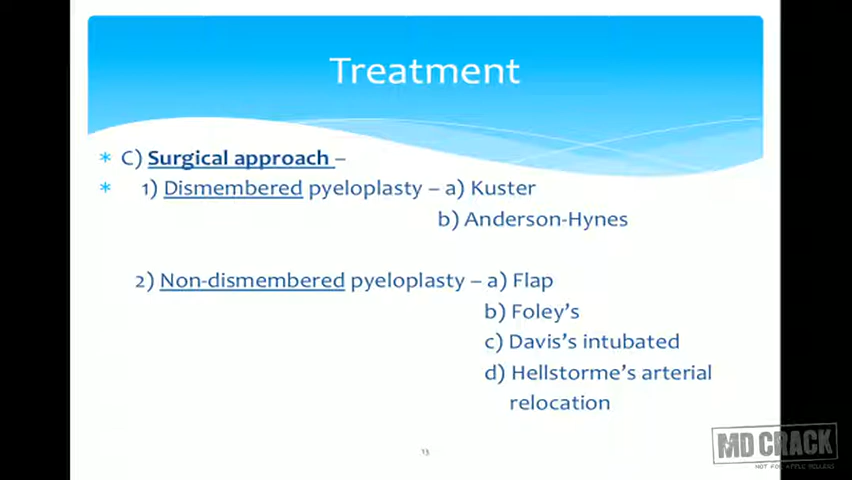 Treatment
* C) Surgical approach –
* 1) Dismembered pyeloplasty – a) Kuster
b) Anderson-Hynes
2) Non-dismembered pyeloplasty – a) Flap
b) Foley's
c) Davis's intubated
d) Hellstorme's arterial
relocation
13
MD CRACK